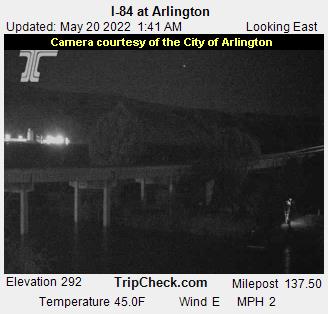 I-84 at Arlington
Updated: May 20 2022 1:41 AM Looking East
Camera courtesy of the City of Arlington
Elevation 292 TripCheck.com Milepost 137.50
Temperature 45.0F Wind E MPH 2